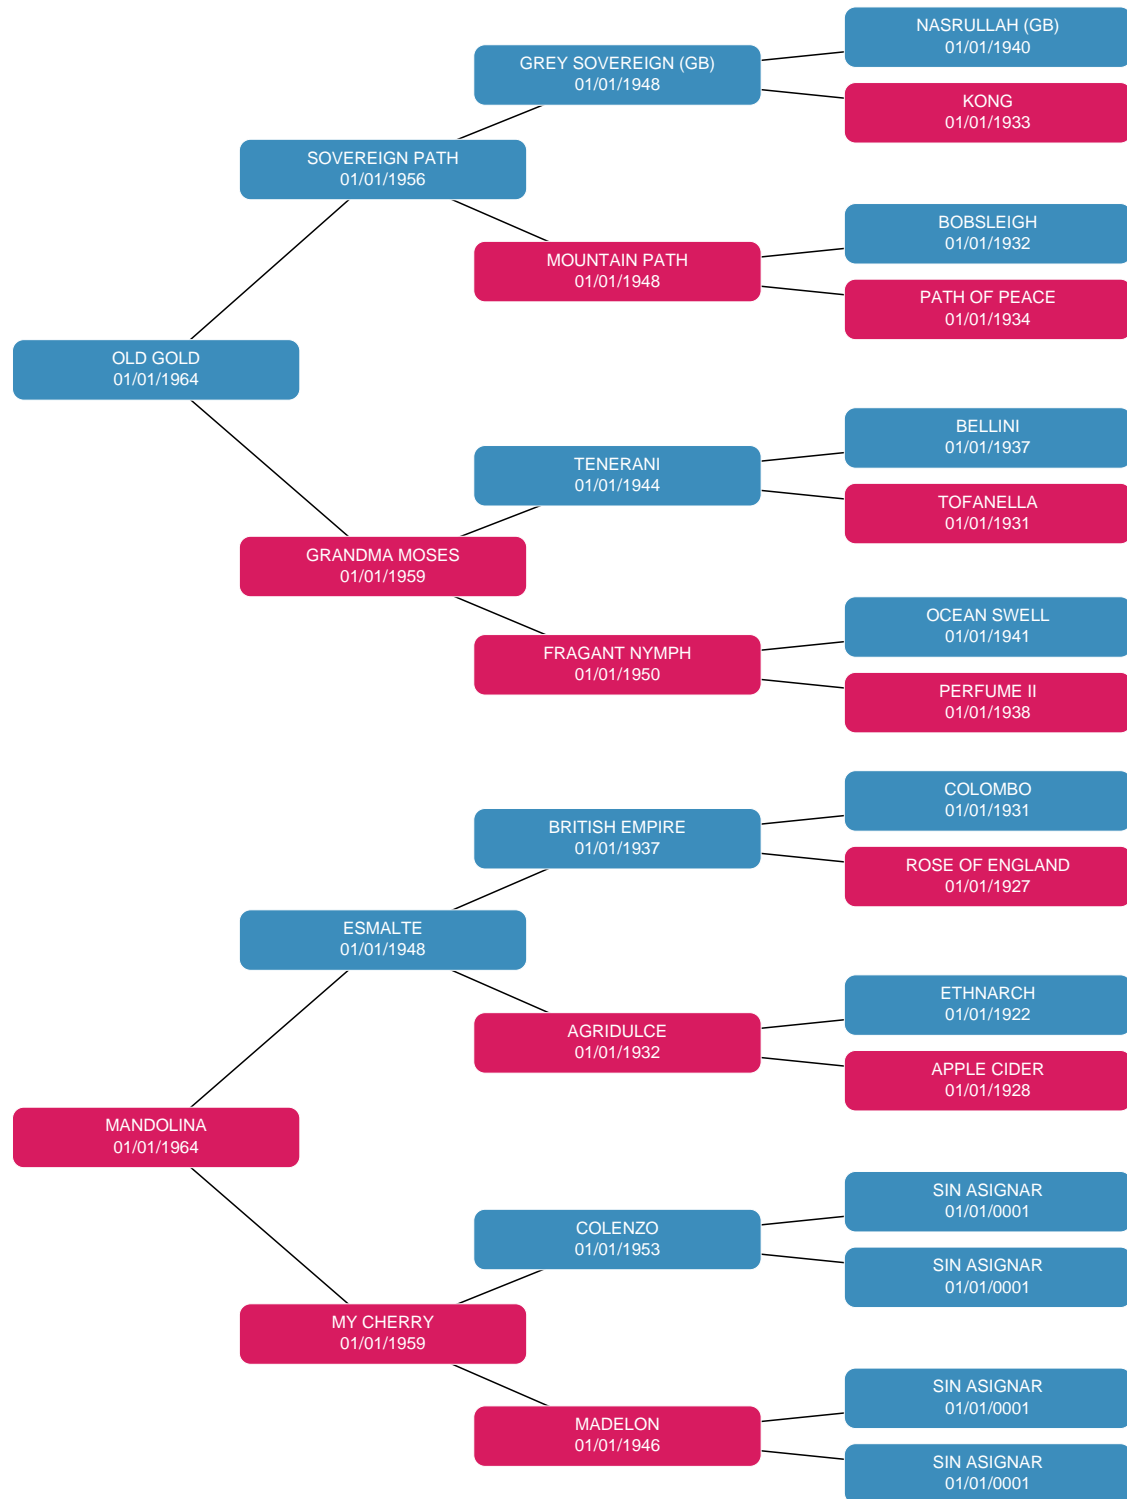 NASRULLAH (GB)
01/01/1940
GREY SOVEREIGN (GB)
01/01/1948
KONG
01/01/1933
SOVEREIGN PATH
01/01/1956
BOBSLEIGH
01/01/1932
MOUNTAIN PATH
01/01/1948
PATH OF PEACE
01/01/1934
OLD GOLD
01/01/1964
BELLINI
01/01/1937
TENERANI
01/01/1944
TOFANELLA
01/01/1931
GRANDMA MOSES
01/01/1959
OCEAN SWELL
01/01/1941
FRAGANT NYMPH
01/01/1950
PERFUME II
01/01/1938
COLOMBO
01/01/1931
BRITISH EMPIRE
01/01/1937
ROSE OF ENGLAND
01/01/1927
ESMALTE
01/01/1948
ETHNARCH
01/01/1922
AGRIDULCE
01/01/1932
APPLE CIDER
01/01/1928
MANDOLINA
01/01/1964
SIN ASIGNAR
01/01/0001
COLENZO
01/01/1953
SIN ASIGNAR
01/01/0001
MY CHERRY
01/01/1959
SIN ASIGNAR
01/01/0001
MADELON
01/01/1946
SIN ASIGNAR
01/01/0001